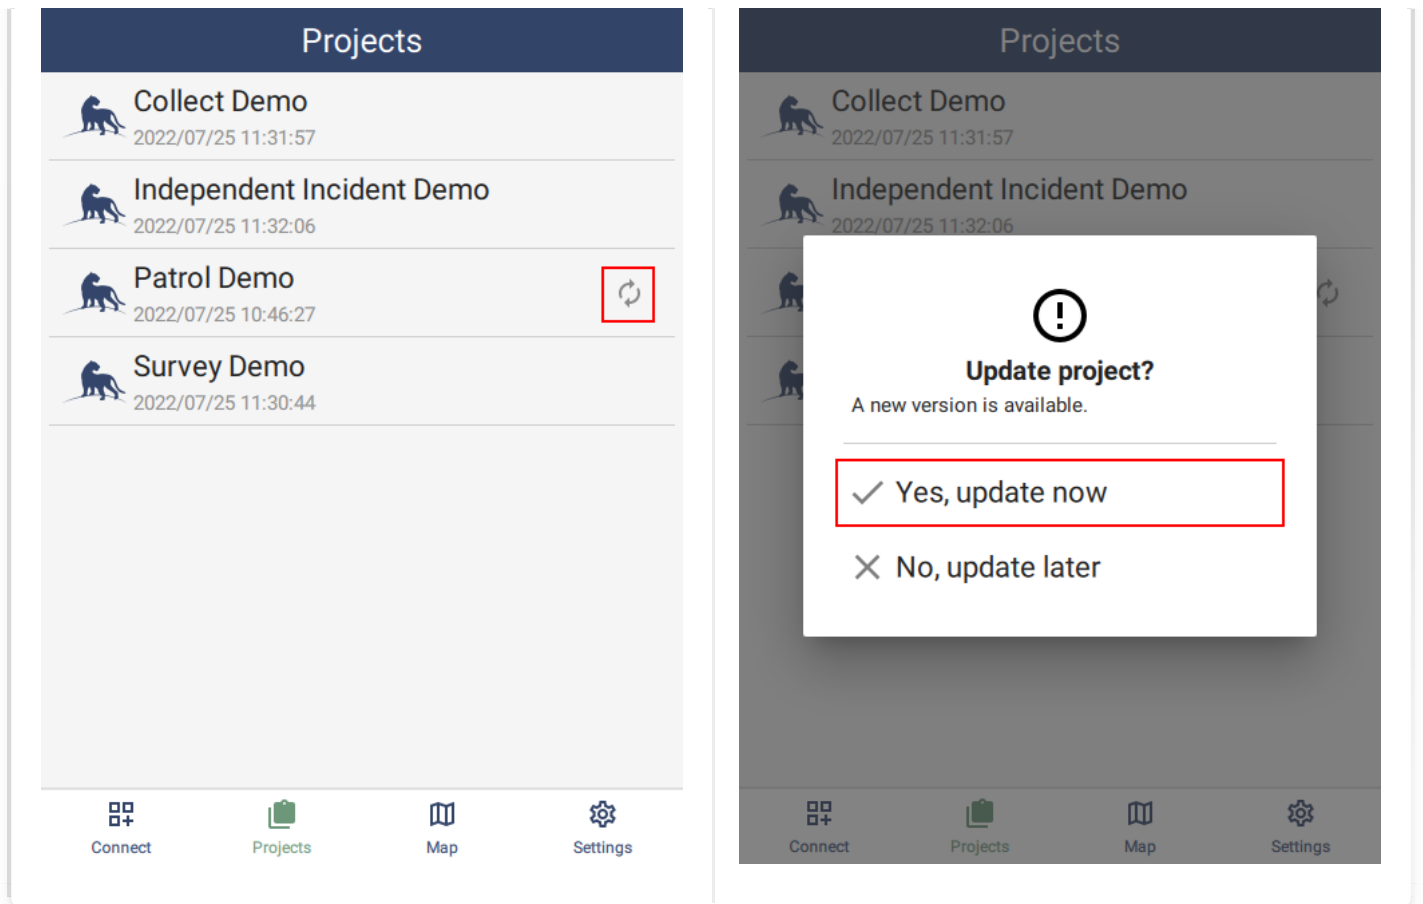 Projects
Collect Demo
2022/07/25 11:31:57
Independent Incident Demo
2022/07/25 11:32:06
Patrol Demo
2022/07/25 10:46:27
Survey Demo
2022/07/25 11:30:44
Connect
Projects
Map
Settings
Projects
Collect Demo
2022/07/25 11:31:57
Independent Incident Demo
2022/07/25 11:32:06
Update project?
A new version is available.
Yes, update now
No, update later
Connect
Projects
Map
Settings